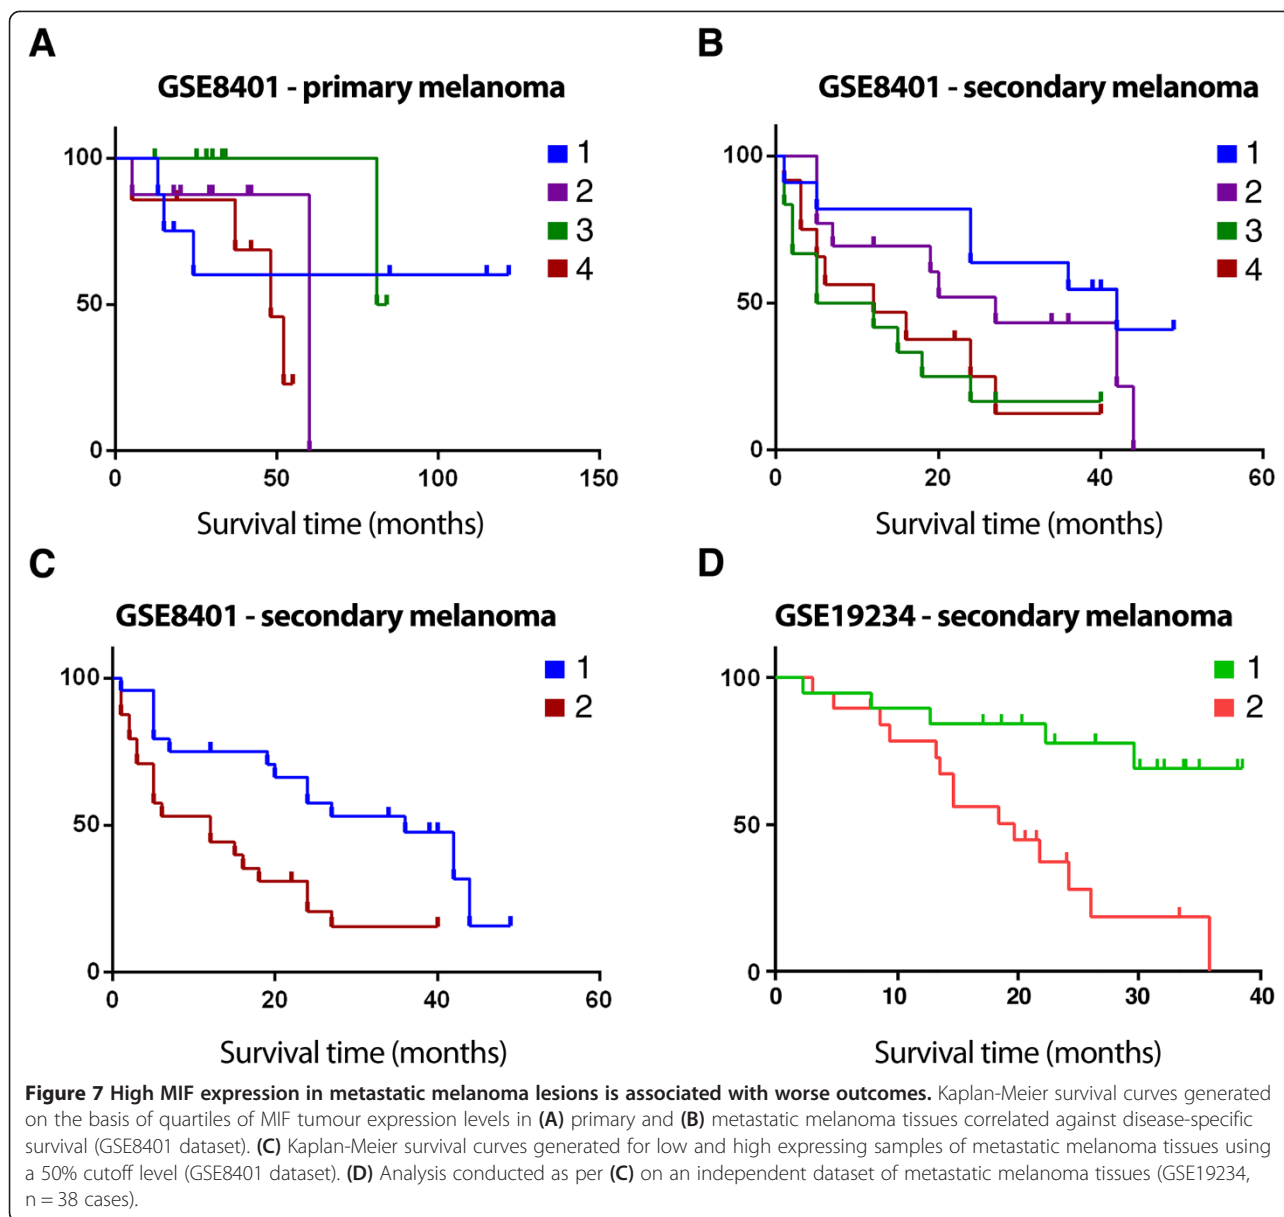 A
GSE8401 - primary melanoma
100
50
0
0
50
100
150
1
2
3
4
Survival time (months)
B
GSE8401 - secondary melanoma
100
50
0
0
20
40
60
1
2
3
4
Survival time (months)
C
GSE8401 - secondary melanoma
100
50
0
0
20
40
60
1
2
Survival time (months)
D
GSE19234 - secondary melanoma
100
50
0
0
10
20
30
40
1
2
Survival time (months)
Figure 7 High MIF expression in metastatic melanoma lesions is associated with worse outcomes. Kaplan-Meier survival curves generated
on the basis of quartiles of MIF tumour expression levels in (A) primary and (B) metastatic melanoma tissues correlated against disease-specific
survival (GSE8401 dataset). (C) Kaplan-Meier survival curves generated for low and high expressing samples of metastatic melanoma tissues using
a 50% cutoff level (GSE8401 dataset). (D) Analysis conducted as per (C) on an independent dataset of metastatic melanoma tissues (GSE19234,
n = 38 cases).